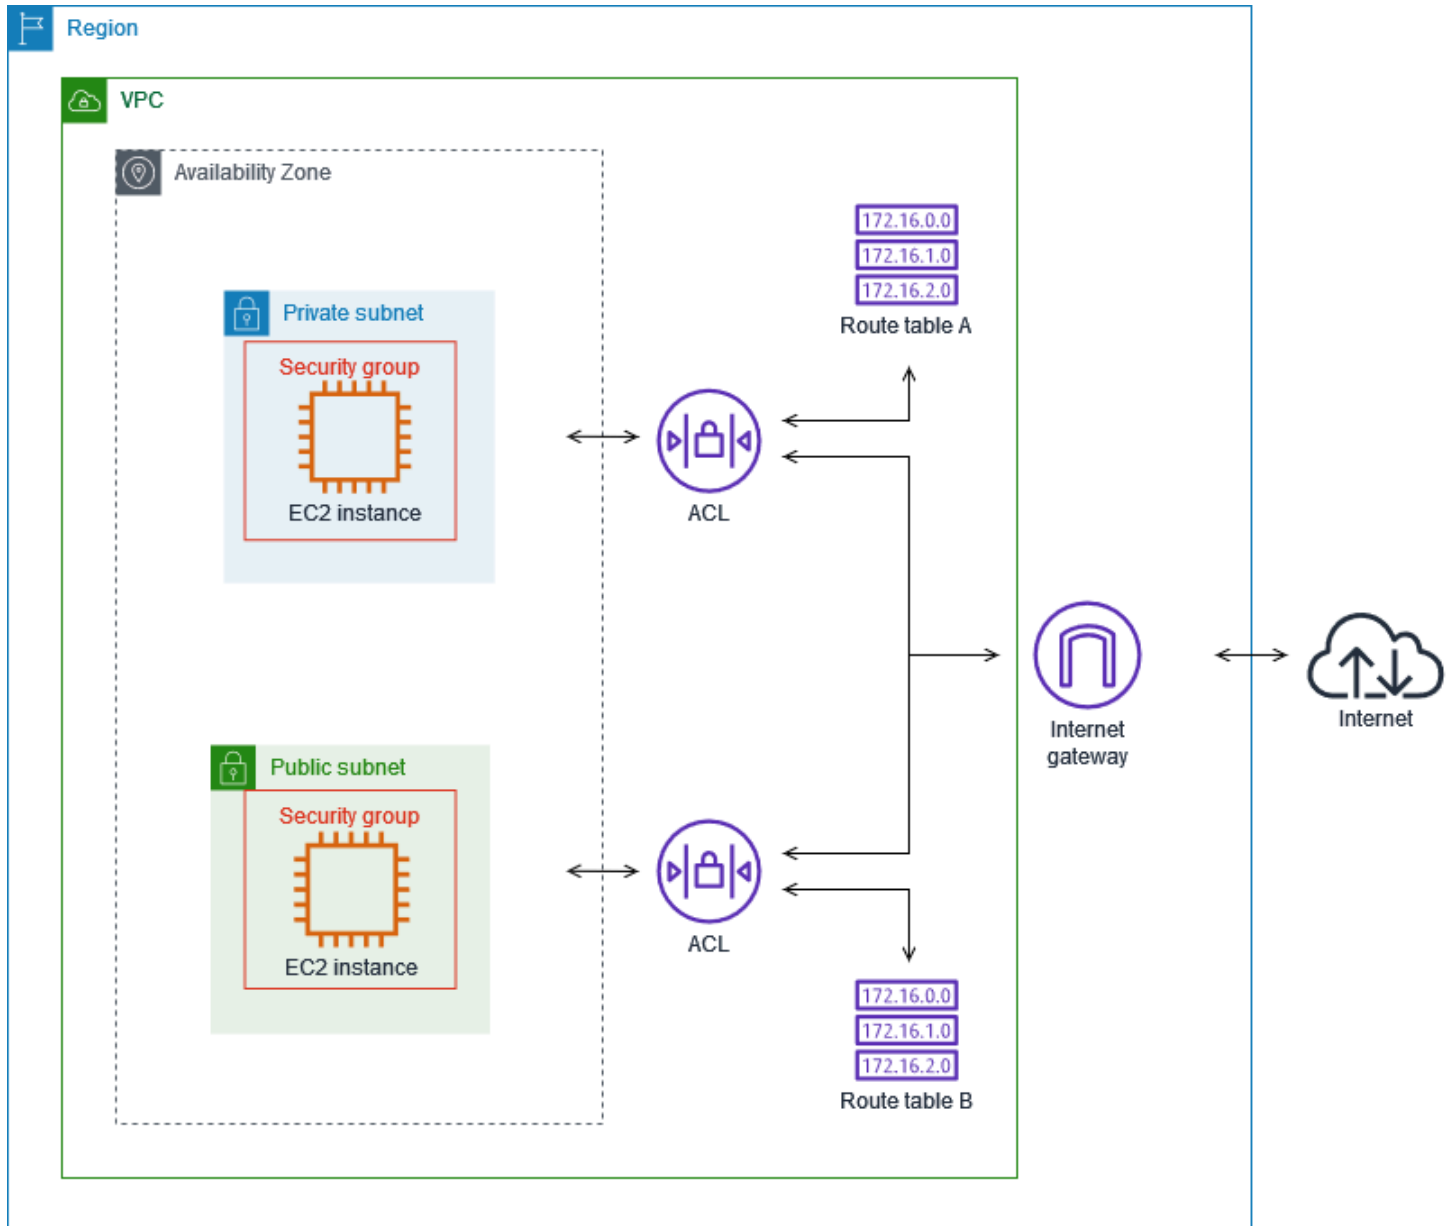 Region
VPC
Availability Zone
172.16.0.0
172.16.1.0
172.16.2.0
Route table A
Private subnet
Security group
EC2 instance
ACL
Internet
gateway
Internet
Public subnet
Security group
EC2 instance
ACL
172.16.0.0
172.16.1.0
172.16.2.0
Route table B